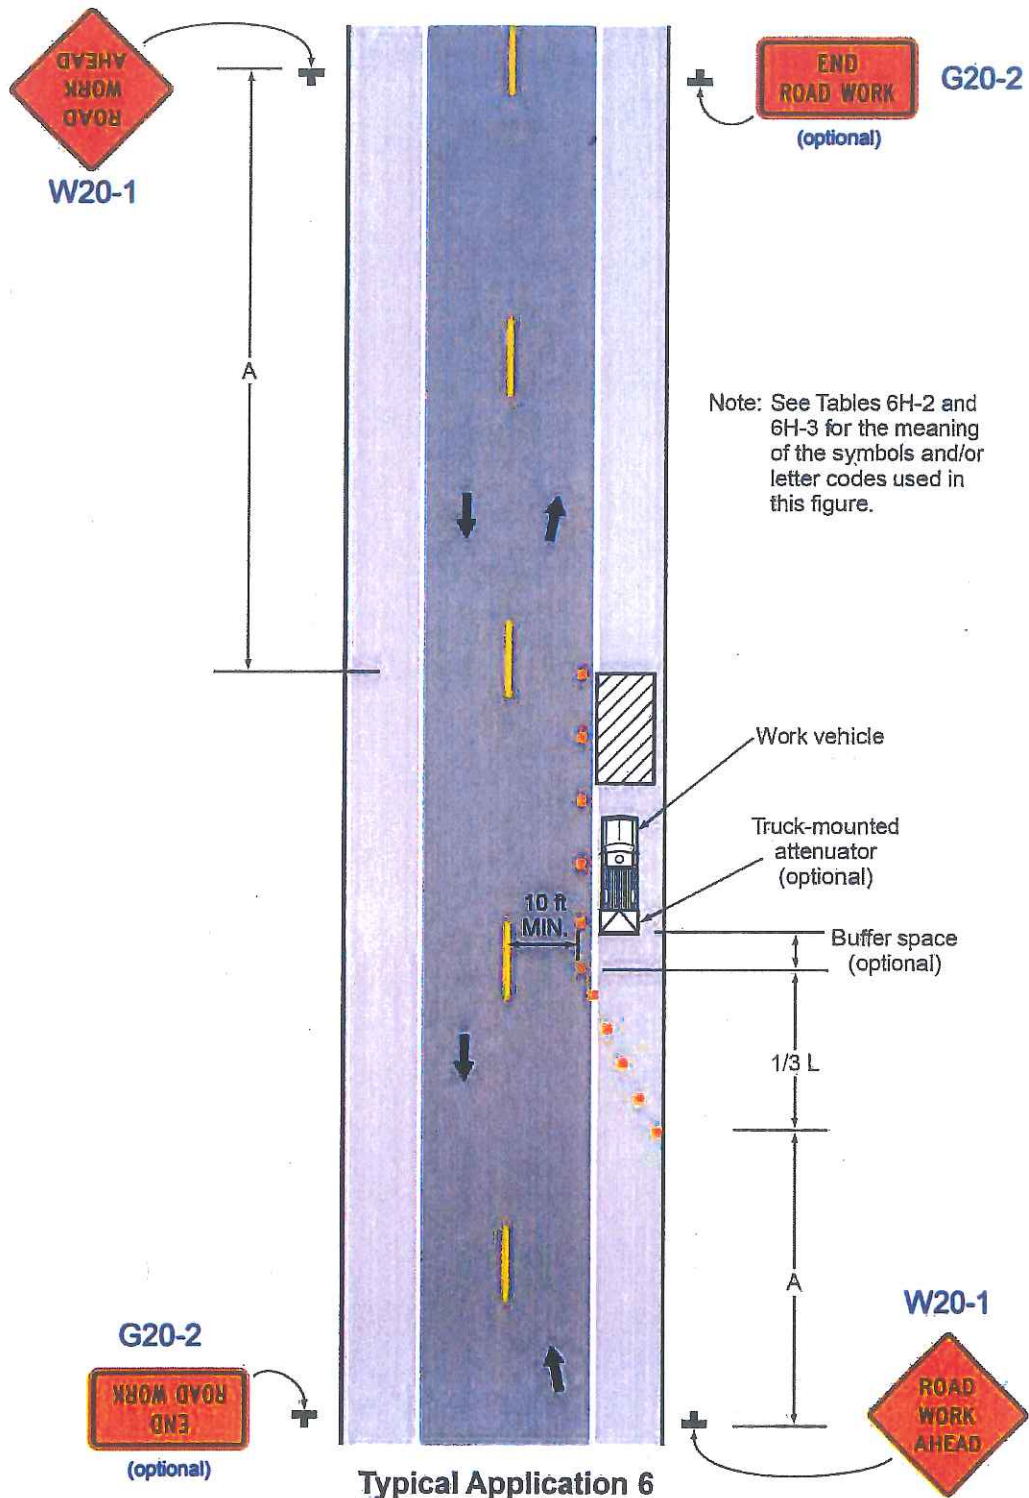 ROAD
WORK
AHEAD
W20-1
END
ROAD WORK
(optional)
G20-2
A
Note: See Tables 6H-2 and
6H-3 for the meaning
of the symbols and/or
letter codes used in
this figure.
Work vehicle
Truck-mounted
attenuator
(optional)
10 ft
MIN.
Buffer space
(optional)
1/3 L
A
G20-2
END
ROAD WORK
(optional)
W20-1
ROAD
WORK
AHEAD
Typical Application 6